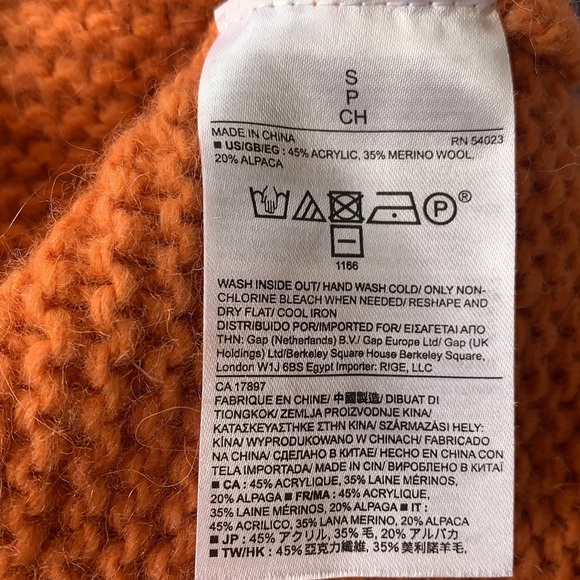 S
P
CH
MADE IN CHINA RN 54023
■ US/GB/EG : 45% ACRYLIC, 35% MERINO WOOL,
20% ALPACA
P ®
1166
WASH INSIDE OUT/ HAND WASH COLD/ ONLY NON-
CHLORINE BLEACH WHEN NEEDED/ RESHAPE AND
DRY FLAT/ COOL IRON
DISTRIBUIDO POR/IMPORTED FOR/ ΕΙΣΑΓΕΤΑΙ ΑΠΟ
ΤΗΝ: Gap (Netherlands) B.V./ Gap Europe Ltd/ Gap (UK
Holdings) Ltd/Berkeley Square House Berkeley Square,
London W1J 6BS Egypt Importer: RIGE, LLC
CA 17897
FABRIQUE EN CHINE/ 中國製造/ DIBUAT DI
TIONGKOK/ ZEMLJA PROIZVODNJE KINA/
ΚΑΤΑΣΚΕΥΑΣΤΗΚΕ ΣΤΗΝ ΚΙΝΑ/ SZÁRMAZÁSI HELY:
KÍNA/ WYPRODUKOWANO W CHINACH/ FABRICADO
NA CHINA/ СДЕЛАНО В КИТАЕ/ HECHO EN CHINA CON
TELA IMPORTADA/ MADE IN CIN/ ВИРОБЛЕНО В КИТАЇ
■ CA : 45% ACRYLIQUE, 35% LAINE MÉRINOS,
20% ALPAGA ■ FR/MA : 45% ACRYLIQUE,
35% LAINE MÉRINOS, 20% ALPAGA ■ IT :
45% ACRILICO, 35% LANA MERINO, 20% ALPACA
■ JP : 45% アクリル, 35% 毛, 20% アルパカ
■ TW/HK : 45% 亞克力纖維, 35% 美利諾羊毛,